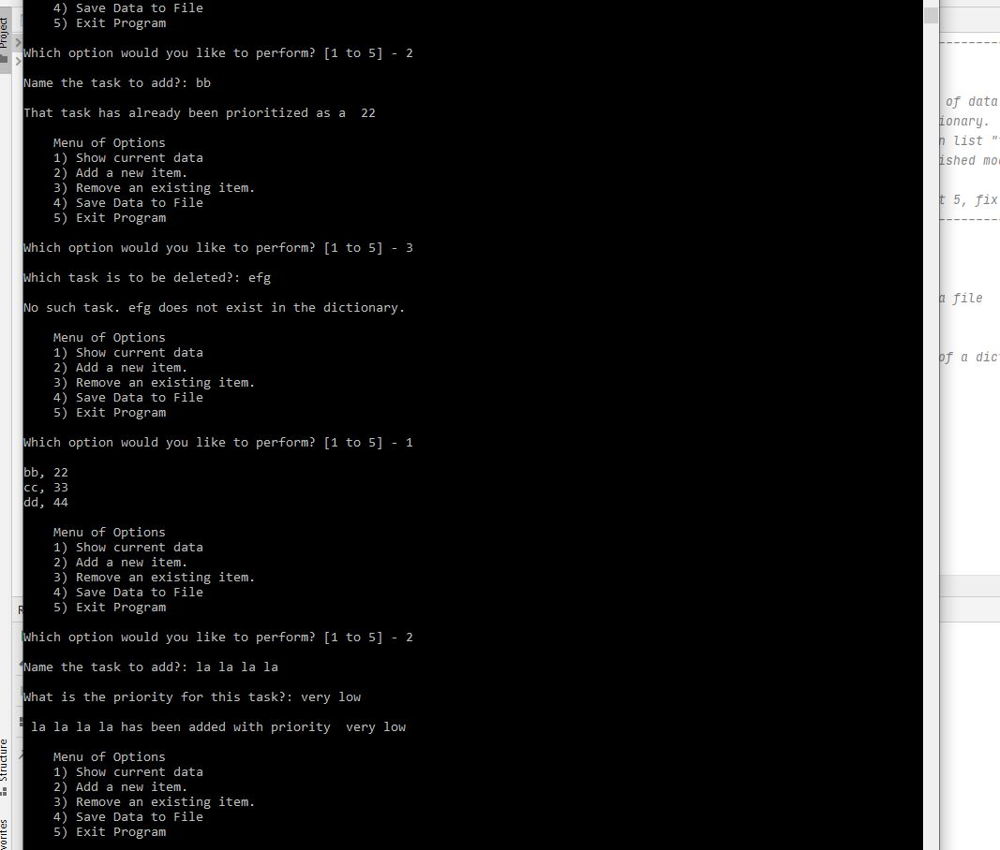 4) Save Data to File
5) Exit Program
Which option would you like to perform? [1 to 5] - 2
Name the task to add?: bb
That task has already been prioritized as a  22
Menu of Options
1) Show current data
2) Add a new item.
3) Remove an existing item.
4) Save Data to File
5) Exit Program
Which option would you like to perform? [1 to 5] - 3
Which task is to be deleted?: efg
No such task. efg does not exist in the dictionary.
Menu of Options
1) Show current data
2) Add a new item.
3) Remove an existing item.
4) Save Data to File
5) Exit Program
Which option would you like to perform? [1 to 5] - 1
bb, 22
cc, 33
dd, 44
Menu of Options
1) Show current data
2) Add a new item.
3) Remove an existing item.
4) Save Data to File
5) Exit Program
Which option would you like to perform? [1 to 5] - 2
Name the task to add?: la la la la
What is the priority for this task?: very low
la la la la has been added with priority  very low
Menu of Options
1) Show current data
2) Add a new item.
3) Remove an existing item.
4) Save Data to File
5) Exit Program
Project
Structure
of data
list "
5, fix
a file
of a